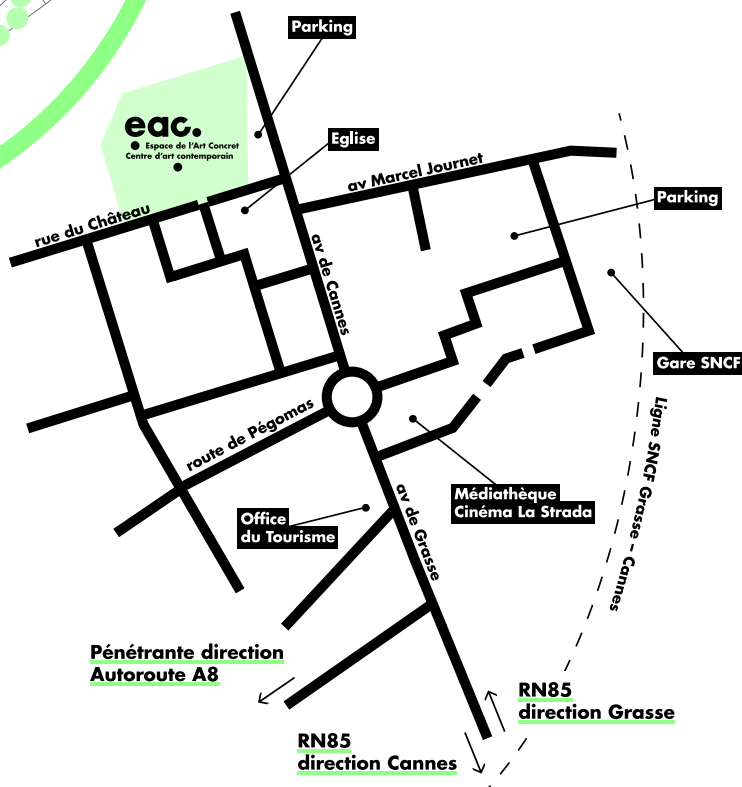 Parking
eac.
Espace de l'Art Concret
Centre d'art contemporain
Eglise
av Marcel Journet
Parking
rue du Château
av de Cannes
Gare SNCF
route de Pégomas
Ligne SNCF Grasse - Cannes
Médiathèque
Cinéma La Strada
Office
du Tourisme
av de Grasse
Pénétrante direction
Autoroute A8
RN85
direction Grasse
RN85
direction Cannes